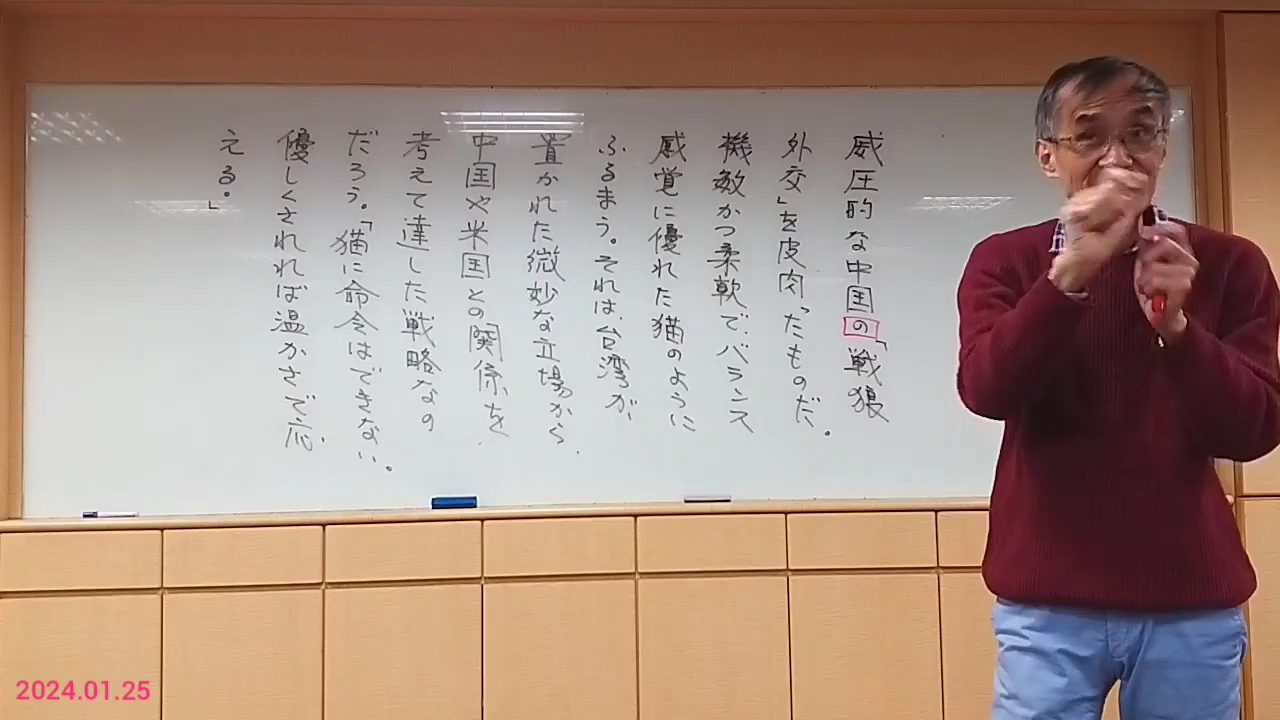 威圧的な中国の「戦狼
外交」を皮肉ったものだ。
機敏かつ柔軟で、バランス
感覚に優れた猫のように
ふるまう。それは、台湾が
置かれた微妙な立場から、
中国や米国との関係を
考えて達した戦略なの
だろう。「猫に命令はできない。
優しくされれば温かさで応
える。」
2024.01.25